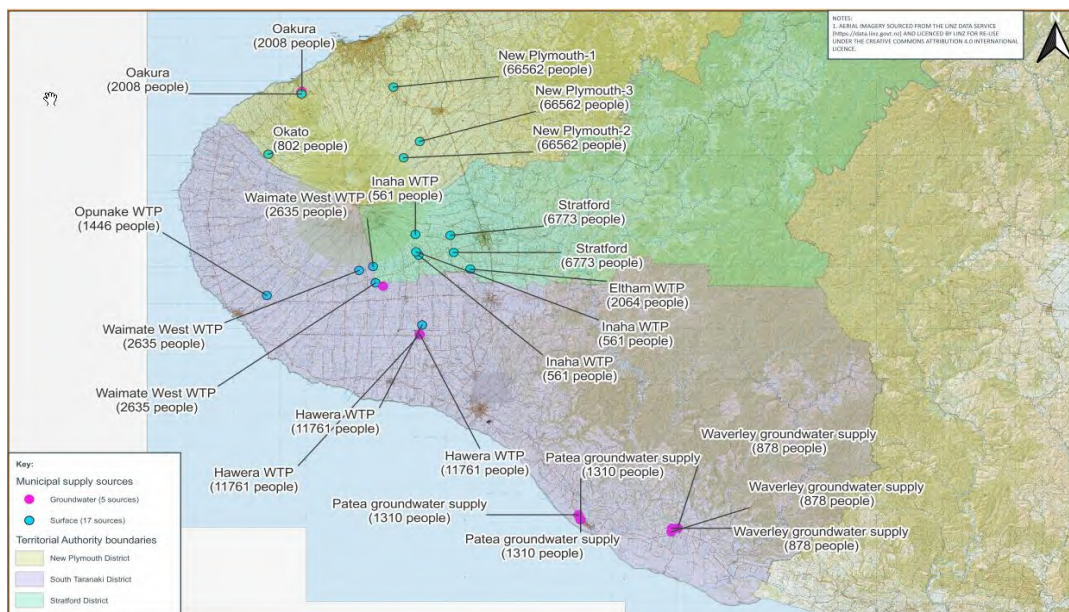 NOTES:
1. AERIAL IMAGERY SOURCED FROM THE LINZ DATA SERVICE
[https://data.linz.govt.nz] AND LICENCED BY LINZ FOR RE-USE
UNDER THE CREATIVE COMMONS ATTRIBUTION 4.0 INTERNATIONAL
LICENCE.
Oakura
(2008 people)
Oakura
(2008 people)
New Plymouth-1
(66562 people)
New Plymouth-3
(66562 people)
New Plymouth-2
(66562 people)
Okato
(802 people)
Inaha WTP
(561 people)
Waimate West WTP
(2635 people)
Opunake WTP
(1446 people)
Stratford
(6773 people)
Stratford
(6773 people)
Eltham WTP
(2064 people)
Waimate West WTP
(2635 people)
Inaha WTP
(561 people)
Inaha WTP
(561 people)
Waimate West WTP
(2635 people)
Hawera WTP
(11761 people)
Hawera WTP
(11761 people)
Hawera WTP
(11761 people)
Waverley groundwater supply
(878 people)
Patea groundwater supply
(1310 people)
Waverley groundwater supply
(878 people)
Patea groundwater supply
(1310 people)
Waverley groundwater supply
(878 people)
Patea groundwater supply
(1310 people)
Key:
Municipal supply sources
Groundwater (5 sources)
Surface (17 sources)
Territorial Authority boundaries
New Plymouth District
South Taranaki District
Stratford District